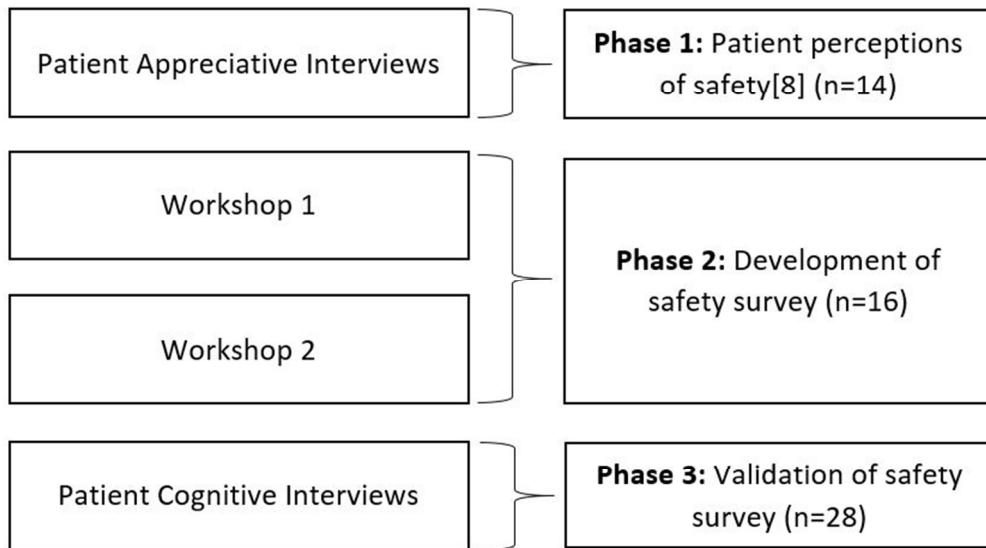 Patient Appreciative Interviews
Phase 1: Patient perceptions
of safety[8] (n=14)
Workshop 1
Workshop 2
Phase 2: Development of
safety survey (n=16)
Patient Cognitive Interviews
Phase 3: Validation of safety
survey (n=28)